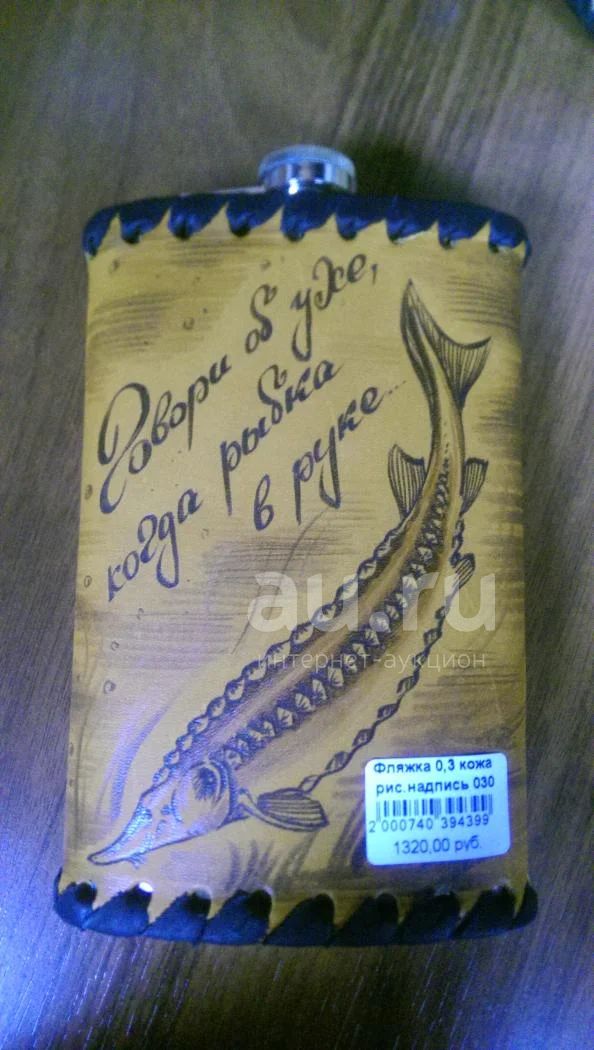 Говори об ухе,
когда рыбка
в руке...
au.ru
интернет-аукцион
Фляжка 0,3 кожа
рис.надпись 030
2 000740 394399
1320,00 руб.